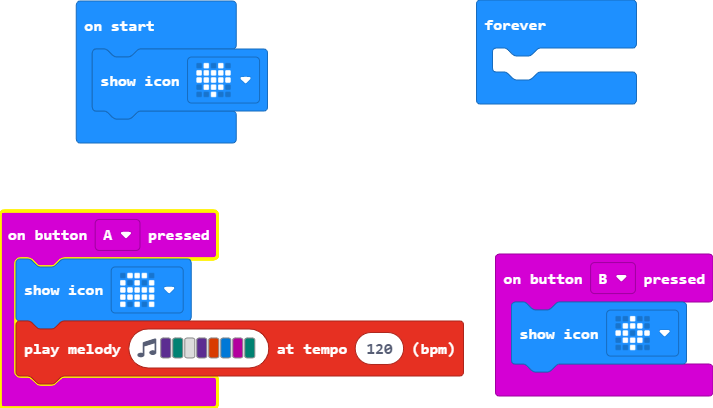 on start
show icon
forever
on button A pressed
show icon
play melody at tempo 120 (bpm)
on button B pressed
show icon